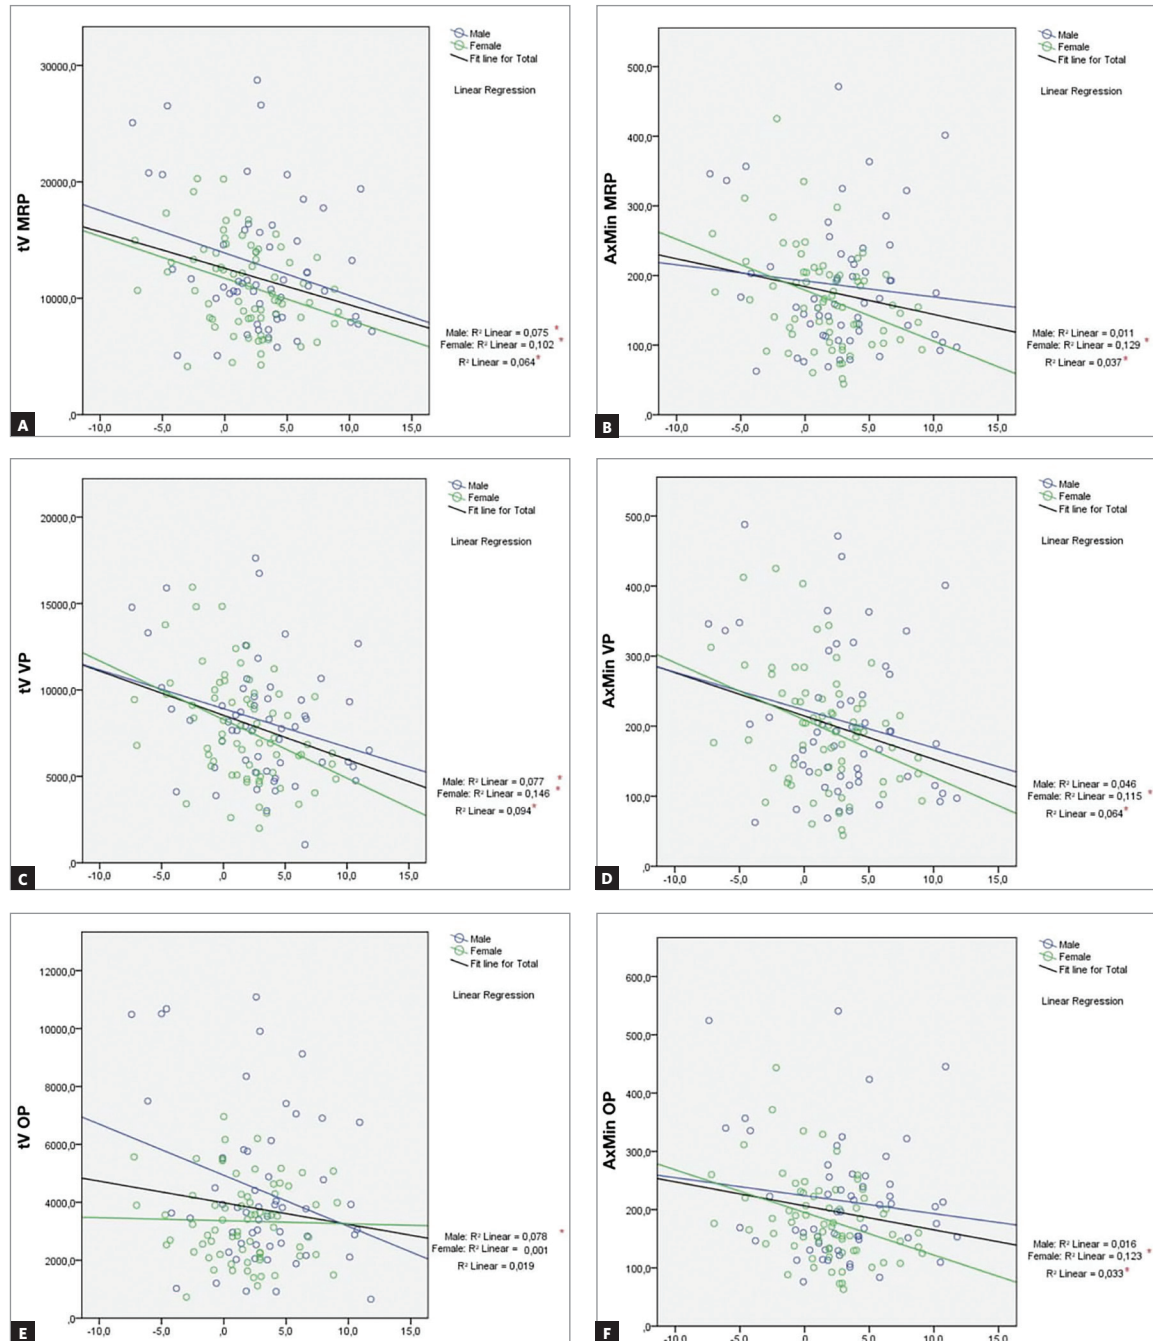 Male
Female
Fit line for Total
Linear Regression
30000,0
20000,0
10000,0
,0
tV MRP
-10,0 -5,0 ,0 5,0 10,0 15,0
Male: R² Linear = 0,075 *
Female: R² Linear = 0,102 *
R² Linear = 0,064 *
A
Male
Female
Fit line for Total
Linear Regression
500,0
400,0
300,0
200,0
100,0
,0
AxMin MRP
-10,0 -5,0 ,0 5,0 10,0 15,0
Male: R² Linear = 0,011
Female: R² Linear = 0,129 *
R² Linear = 0,037 *
B
Male
Female
Fit line for Total
Linear Regression
20000,0
15000,0
10000,0
5000,0
,0
tV VP
-10,0 -5,0 ,0 5,0 10,0 15,0
Male: R² Linear = 0,077 *
Female: R² Linear = 0,146 *
R² Linear = 0,094 *
C
Male
Female
Fit line for Total
Linear Regression
500,0
400,0
300,0
200,0
100,0
,0
AxMin VP
-10,0 -5,0 ,0 5,0 10,0 15,0
Male: R² Linear = 0,046
Female: R² Linear = 0,115 *
R² Linear = 0,064 *
D
Male
Female
Fit line for Total
Linear Regression
12000,0
10000,0
8000,0
6000,0
4000,0
2000,0
,0
tV OP
-10,0 -5,0 ,0 5,0 10,0 15,0
Male: R² Linear = 0,078 *
Female: R² Linear = 0,001
R² Linear = 0,019
E
Male
Female
Fit line for Total
Linear Regression
600,0
500,0
400,0
300,0
200,0
100,0
,0
AxMin OP
-10,0 -5,0 ,0 5,0 10,0 15,0
Male: R² Linear = 0,016
Female: R² Linear = 0,123 *
R² Linear = 0,033 *
F